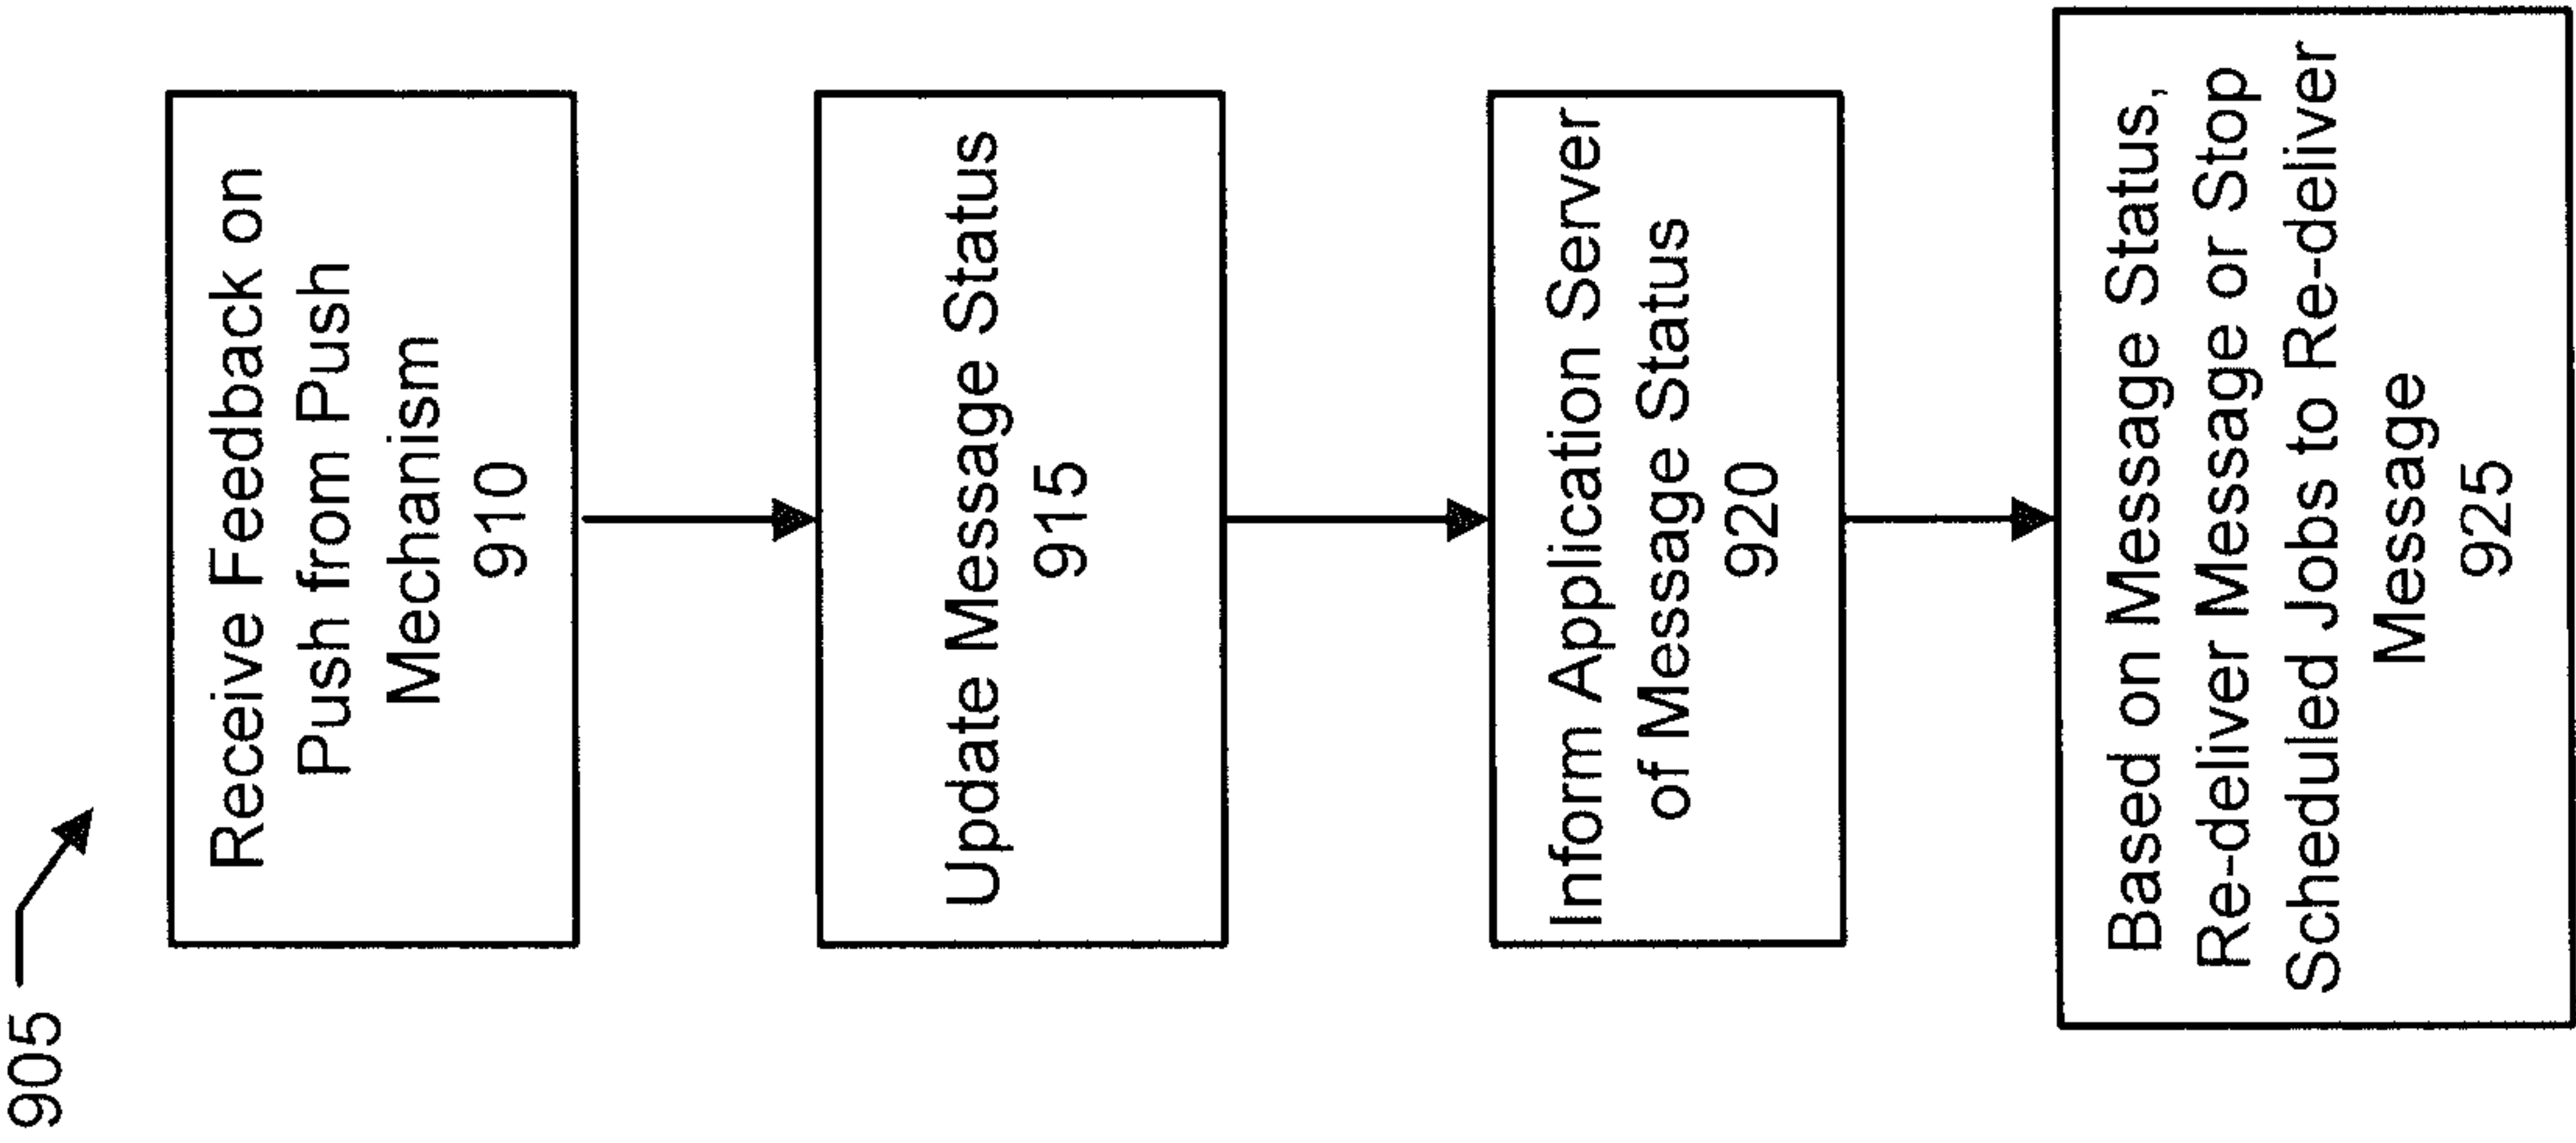 905
Receive Feedback on
Push from Push
Mechanism
910
Update Message Status
915
Inform Application Server
of Message Status
920
Based on Message Status,
Re-deliver Message or Stop
Scheduled Jobs to Re-deliver
Message
925